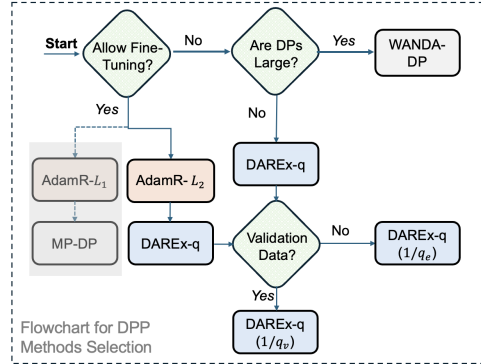 Start
Allow Fine-
Tuning?
No
Are DPs
Large?
Yes
WANDA-
DP
Yes
No
AdamR-L₁
AdamR- L₂
DAREx-q
MP-DP
DAREx-q
Validation
Data?
No
DAREx-q
(1/qₑ)
Yes
DAREx-q
(1/qᵥ)
Flowchart for DPP
Methods Selection